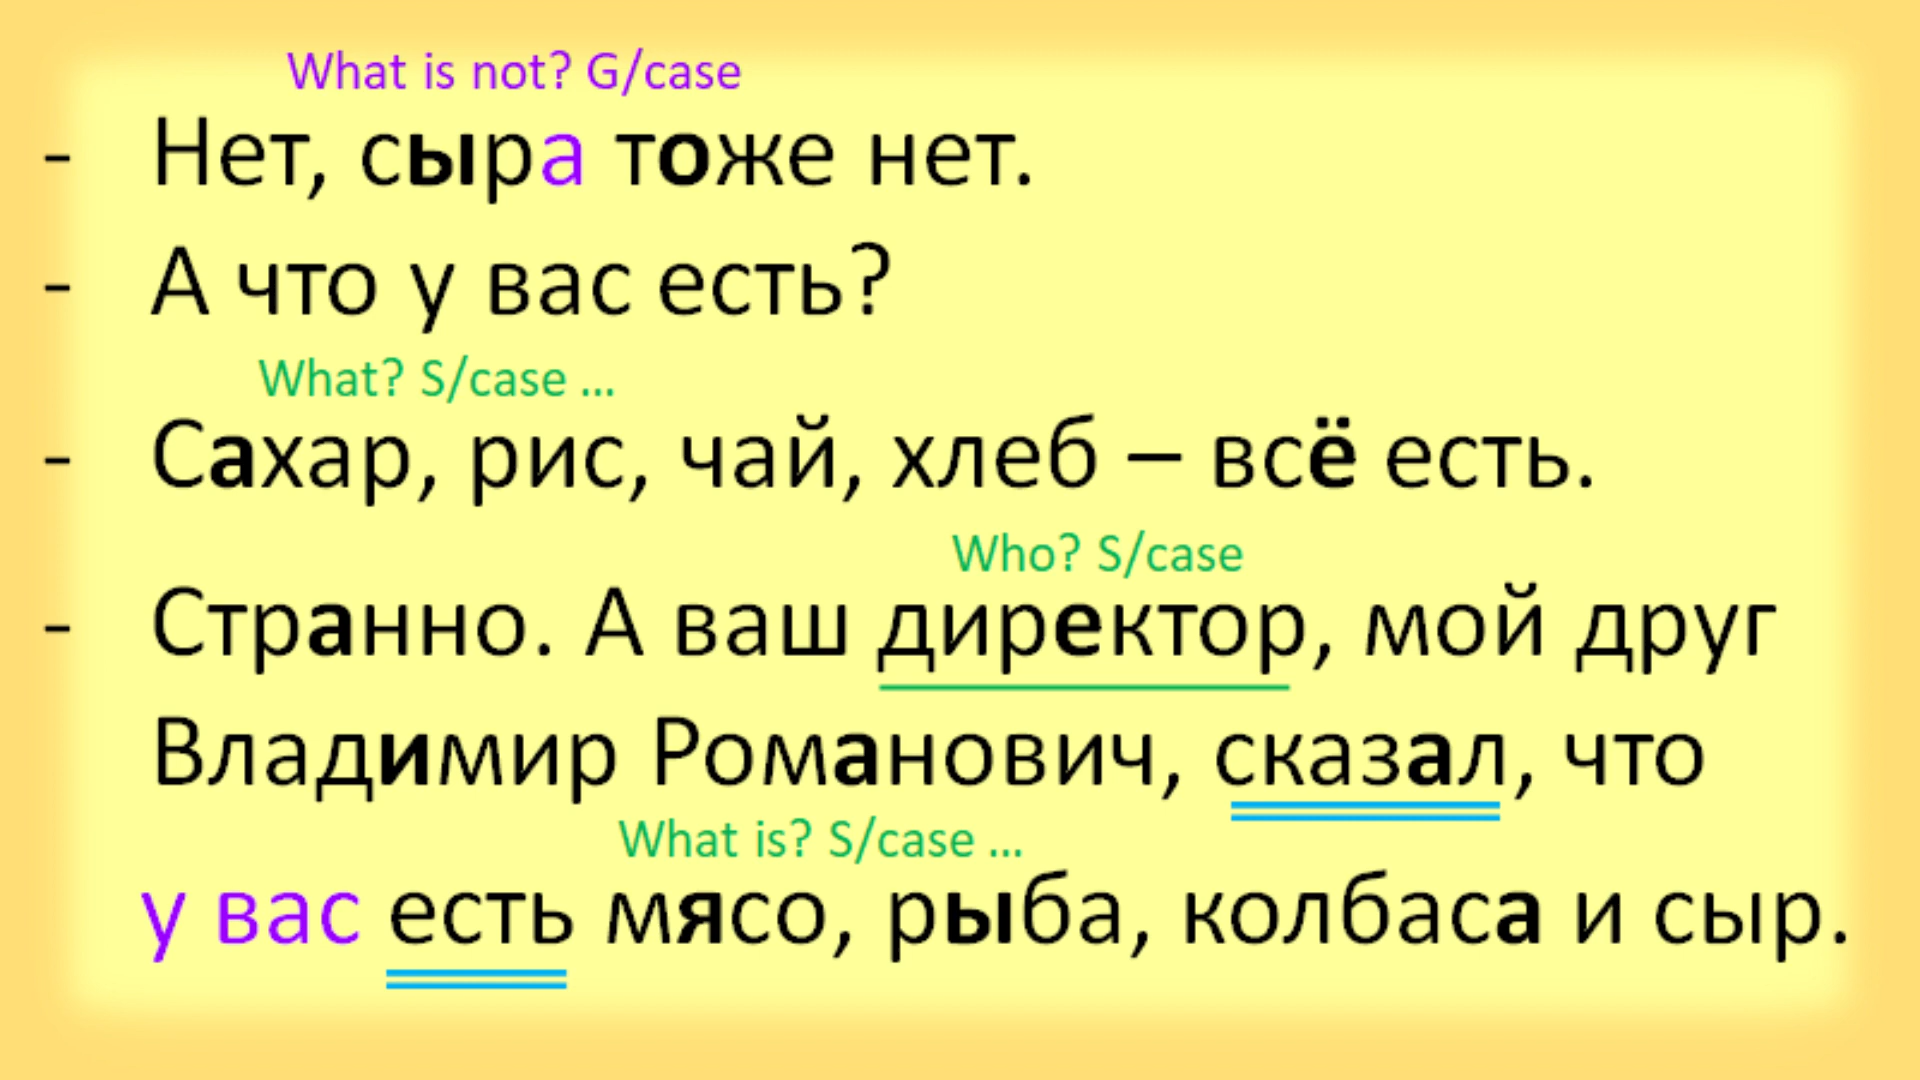 What is not? G/case
- Нет, сыра тоже нет.
- А что у вас есть?
What? S/case ...
- Сахар, рис, чай, хлеб – всё есть.
Who? S/case
- Странно. А ваш директор, мой друг
Владимир Романович, сказал, что
What is? S/case ...
у вас есть мясо, рыба, колбаса и сыр.